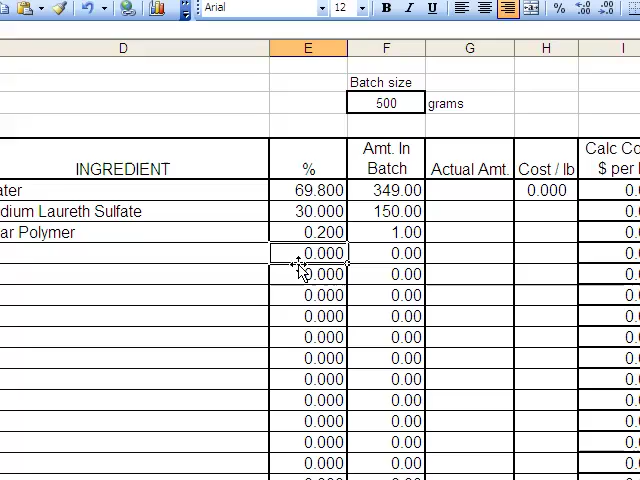 Arial 12 B I U %
D E F G H I
Batch size
500 grams
INGREDIENT % Amt. In Batch Actual Amt. Cost / lb Calc Co $ per
ater 69.800 349.00 0.000 0.
dium Laureth Sulfate 30.000 150.00 0.0
ar Polymer 0.200 1.00 0.0
0.000 0.00 0.0
0.000 0.00 0.0
0.000 0.00 0.0
0.000 0.00 0.0
0.000 0.00 0.0
0.000 0.00 0.0
0.000 0.00 0.0
0.000 0.00 0.0
0.000 0.00 0.0
0.000 0.00 0.0
0.000 0.00 0.0